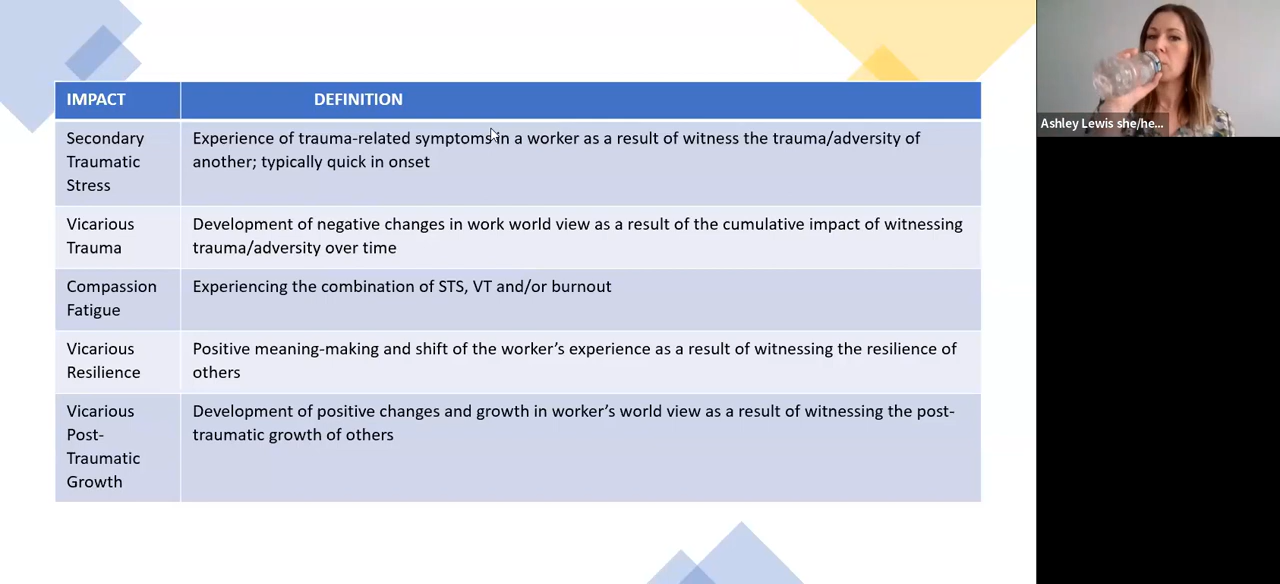 IMPACT
DEFINITION
Secondary
Traumatic
Stress
Experience of trauma-related symptoms in a worker as a result of witness the trauma/adversity of
another; typically quick in onset
Vicarious
Trauma
Development of negative changes in work world view as a result of the cumulative impact of witnessing
trauma/adversity over time
Compassion
Fatigue
Experiencing the combination of STS, VT and/or burnout
Vicarious
Resilience
Positive meaning-making and shift of the worker’s experience as a result of witnessing the resilience of
others
Vicarious
Post-
Traumatic
Growth
Development of positive changes and growth in worker’s world view as a result of witnessing the post-
traumatic growth of others
Ashley Lewis she/he...